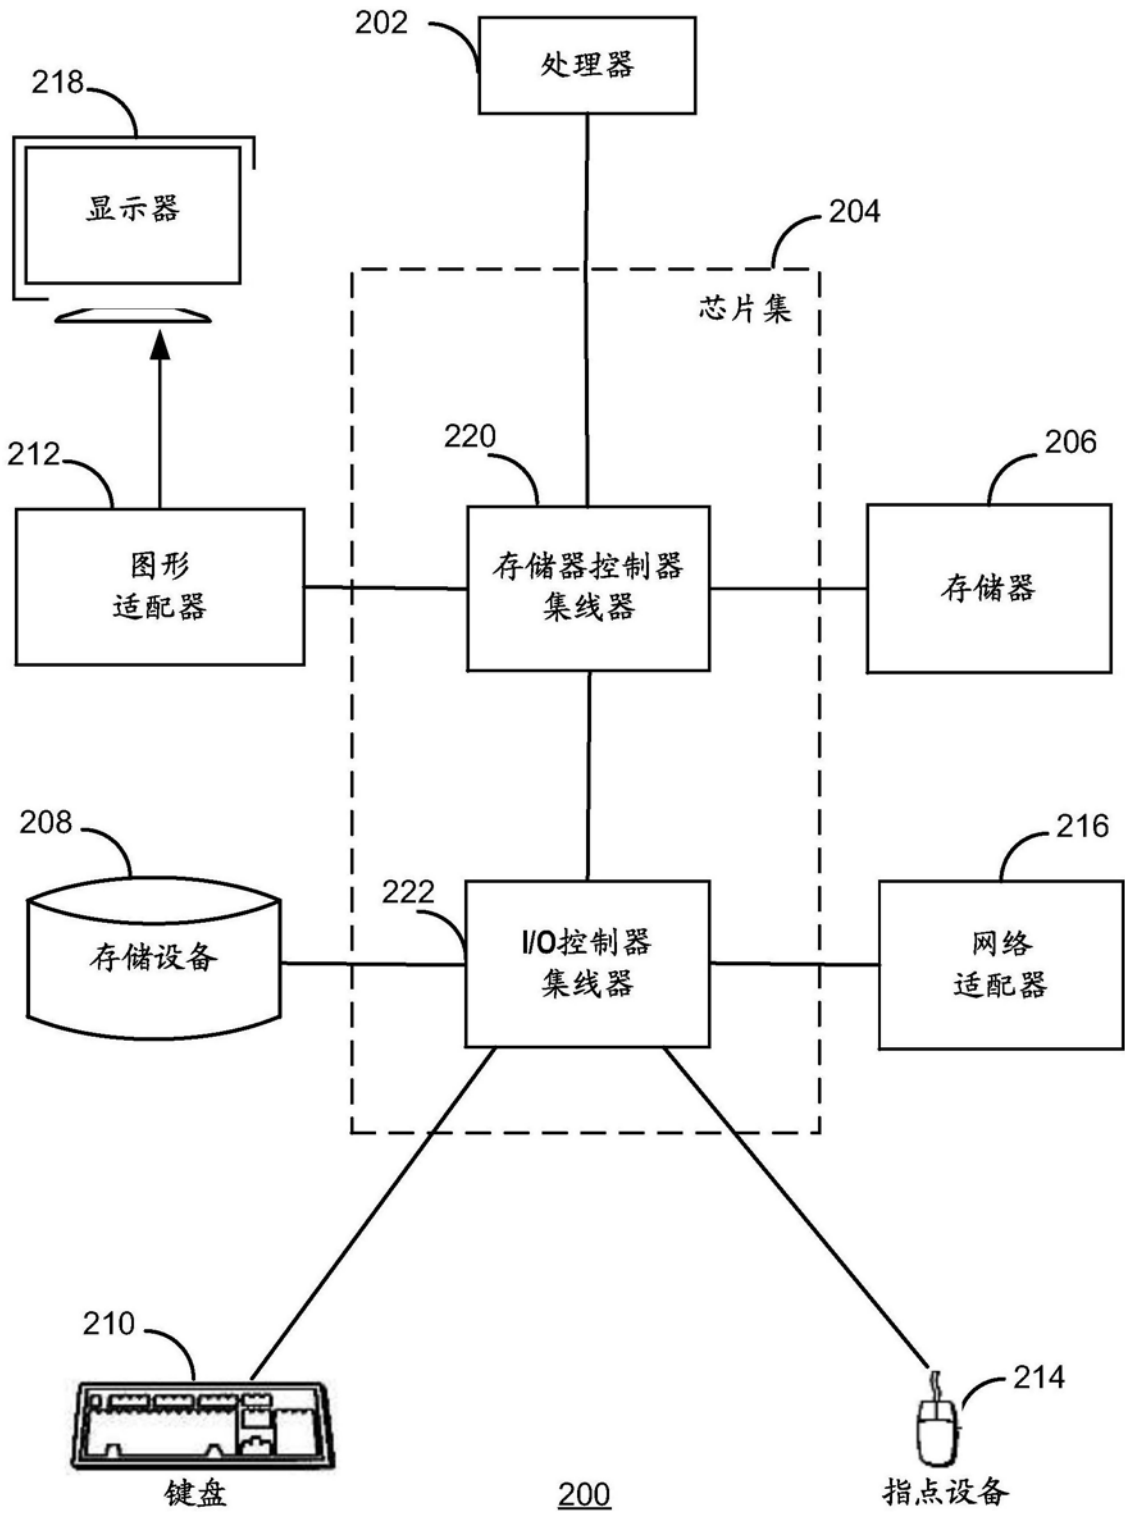 202
处理器
218
显示器
204
芯片集
220
206
212
图形
适配器
存储器控制器
集线器
存储器
208
216
222
存储设备
I/O控制器
集线器
网络
适配器
210
214
键盘
200
指点设备